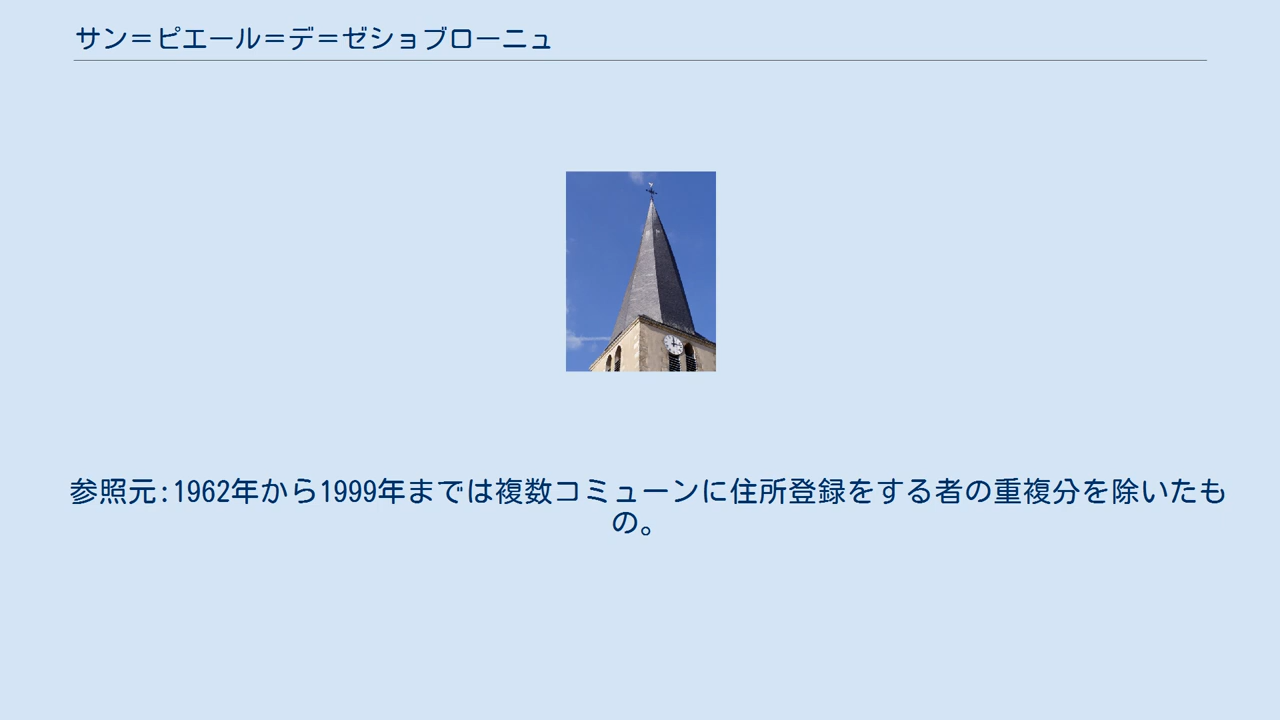 サン＝ピエール＝デ＝ゼショブローニュ
参照元:1962年から1999年までは複数コミューンに住所登録をする者の重複分を除いたも
の。